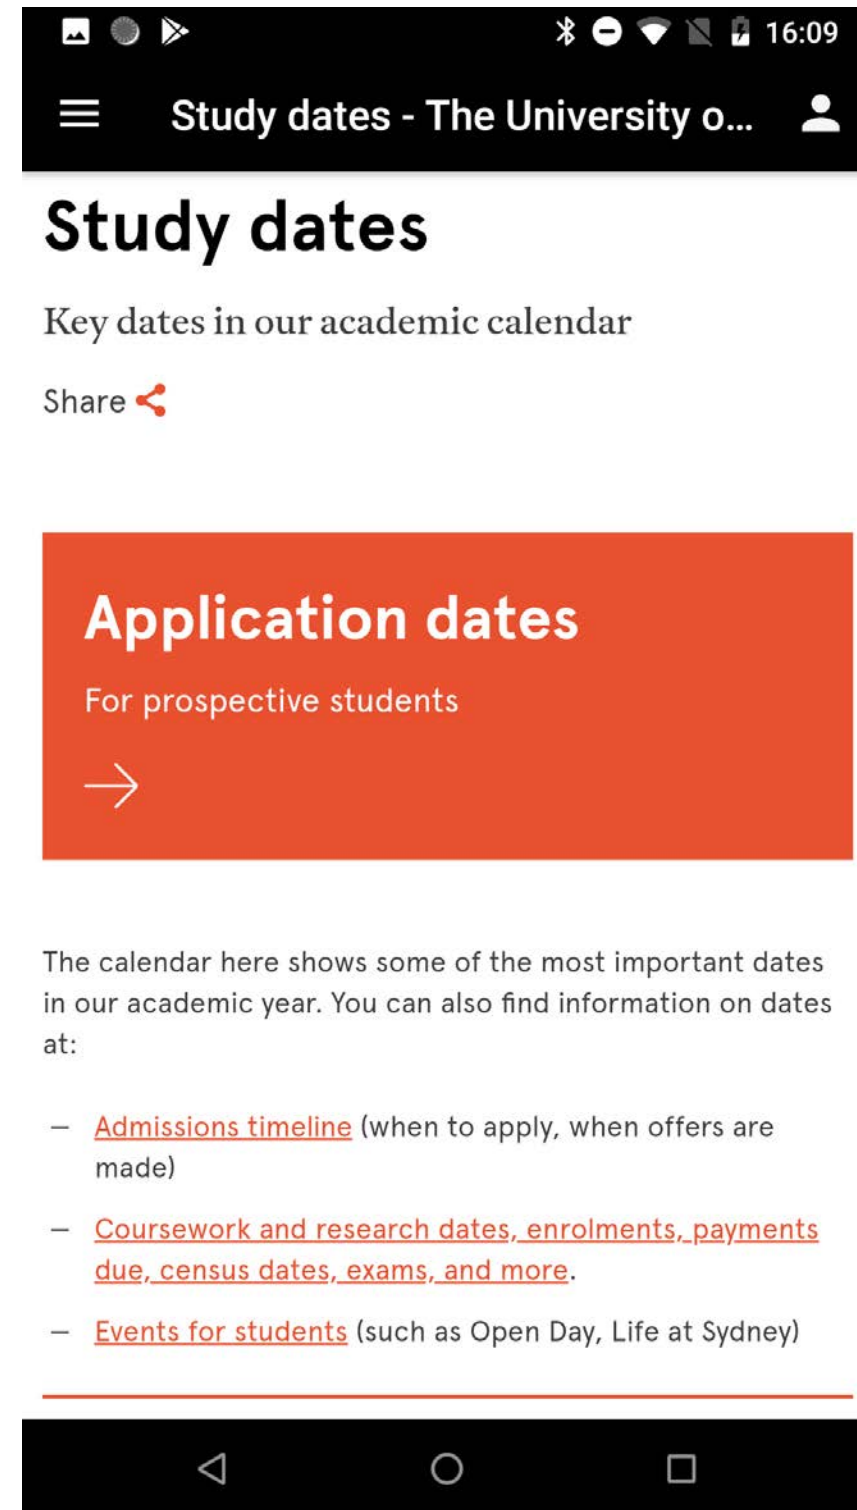 16:09
Study dates - The University o...
Study dates
Key dates in our academic calendar
Share
Application dates
For prospective students
The calendar here shows some of the most important dates
in our academic year. You can also find information on dates
at:
— Admissions timeline (when to apply, when offers are
made)
— Coursework and research dates, enrolments, payments
due, census dates, exams, and more.
— Events for students (such as Open Day, Life at Sydney)